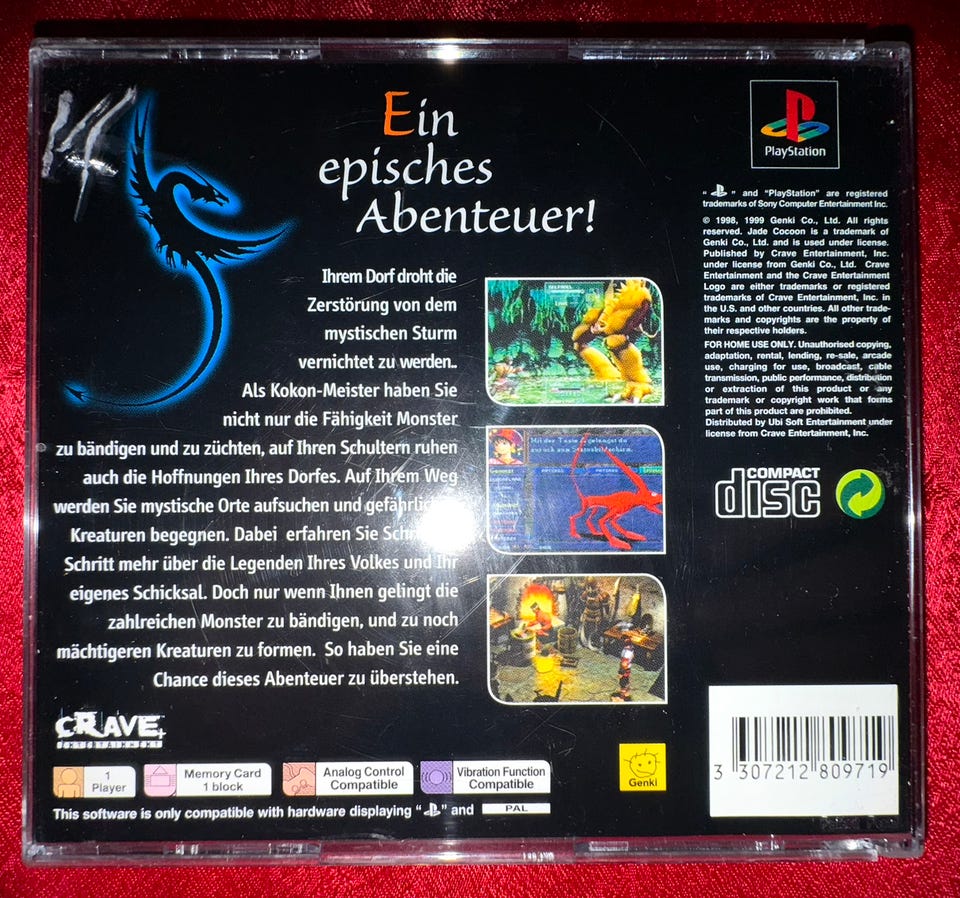 Ein
episches
Abenteuer!
Ihrem Dorf droht die
Zerstörung von dem
mystischen Sturm
vernichtet zu werden..
Als Kokon-Meister haben Sie
nicht nur die Fähigkeit Monster
zu bändigen und zu züchten, auf Ihren Schultern ruhen
auch die Hoffnungen Ihres Dorfes. Auf Ihrem Weg
werden Sie mystische Orte aufsuchen und
Kreaturen begegnen. Dabei erfahren Sie
Schritt mehr über die Legenden Ihres Volkes und Ihr
eigenes Schicksal. Doch nur wenn Ihnen gelingt die
zahlreichen Monster zu bändigen, und zu noch
mächtigeren Kreaturen zu formen. So haben Sie eine
Chance dieses Abenteuer zu überstehen.
Mit der Taste gelangst du
zurück zum Statusbildschirm.
CRAVE
ENTERTAINMENT
1
Player
Memory Card
1 block
Analog Control
Compatible
Vibration Function
Compatible
This software is only compatible with hardware displaying " " and PAL
Genki
PlayStation
" " and "PlayStation" are registered
trademarks of Sony Computer Entertainment Inc.
© 1998, 1999 Genki Co., Ltd. All rights
reserved. Jade Cocoon is a trademark of
Genki Co., Ltd. and is used under license.
Published by Crave Entertainment, Inc.
under license from Genki Co., Ltd. Crave
Entertainment and the Crave Entertainment
Logo are either trademarks or registered
trademarks of Crave Entertainment, Inc. in
the U.S. and other countries. All other trade-
marks and copyrights are the property of
their respective holders.
FOR HOME USE ONLY. Unauthorised copying,
adaptation, rental, lending, re-sale, arcade
use, charging for use, broadcast, cable
transmission, public performance, distribution
or extraction of this product or any
trademark or copyright work that forms
part of this product are prohibited.
Distributed by Ubi Soft Entertainment under
license from Crave Entertainment, Inc.
COMPACT
disc
3 307212 809719